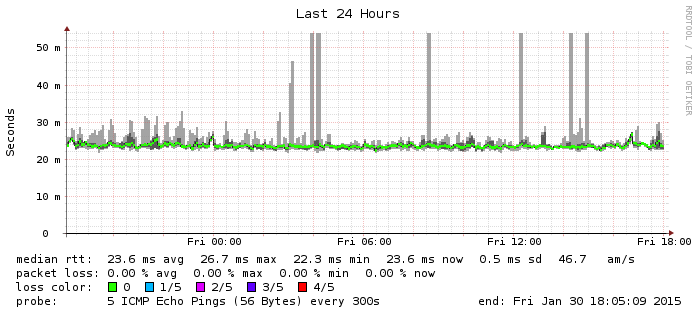 Last 24 Hours
RRDTOOL / TOBI OETIKER
Seconds
50 m
40 m
30 m
20 m
10 m
0
Fri 00:00 Fri 06:00 Fri 12:00 Fri 18:00
median rtt: 23.6 ms avg 26.7 ms max 22.3 ms min 23.6 ms now 0.5 ms sd 46.7 am/s
packet loss: 0.00 % avg 0.00 % max 0.00 % min 0.00 % now
loss color: 0 1/5 2/5 3/5 4/5
probe: 5 ICMP Echo Pings (56 Bytes) every 300s end: Fri Jan 30 18:05:09 2015